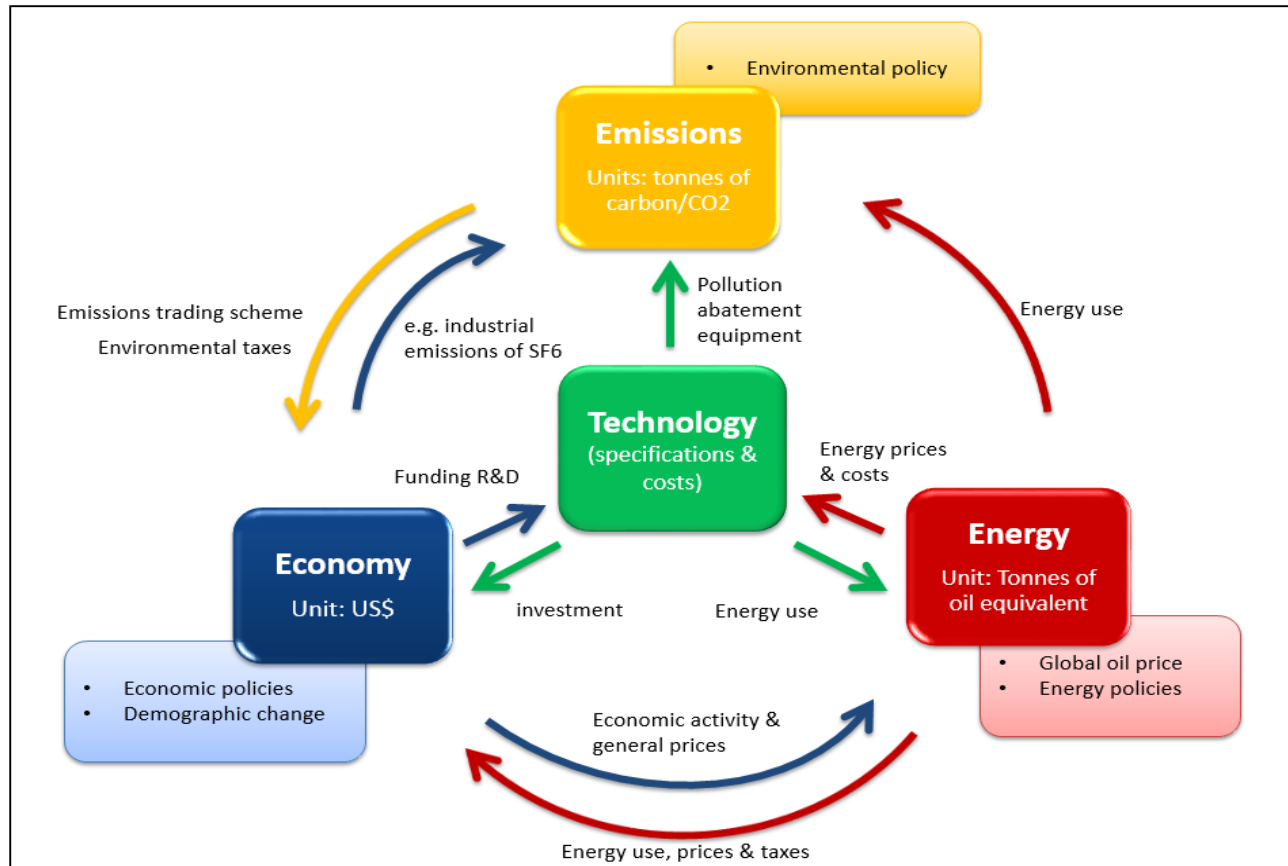 • Environmental policy
Emissions
Units: tonnes of
carbon/CO2
Emissions trading scheme
Environmental taxes
e.g. industrial
emissions of SF6
Pollution
abatement
equipment
Energy use
Technology
(specifications &
costs)
Funding R&D
Energy prices
& costs
Economy
Unit: US$
Energy
Unit: Tonnes of
oil equivalent
investment
Energy use
• Economic policies
• Demographic change
• Global oil price
• Energy policies
Economic activity &
general prices
Energy use, prices & taxes